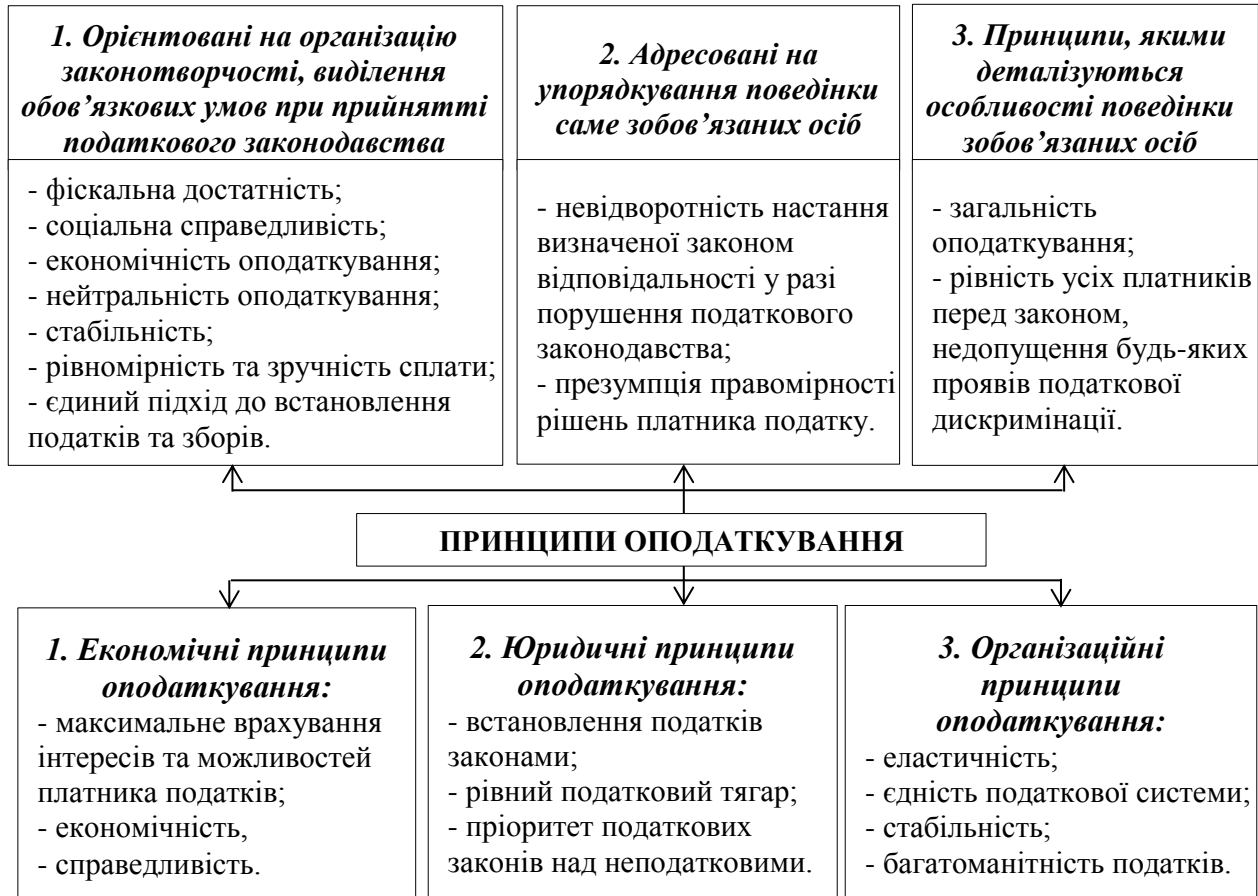 1. Орієнтовані на організацію
законотворчості, виділення
обов’язкових умов при прийнятті
податкового законодавства
- фіскальна достатність;
- соціальна справедливість;
- економічність оподаткування;
- нейтральність оподаткування;
- стабільність;
- рівномірність та зручність сплати;
- єдиний підхід до встановлення
податків та зборів.
2. Адресовані на
упорядкування поведінки
саме зобов’язаних осіб
- невідворотність настання
визначеної законом
відповідальності у разі
порушення податкового
законодавства;
- презумпція правомірності
рішень платника податку.
3. Принципи, якими
деталізуються
особливості поведінки
зобов’язаних осіб
- загальність
оподаткування;
- рівність усіх платників
перед законом,
недопущення будь-яких
проявів податкової
дискримінації.
ПРИНЦИПИ ОПОДАТКУВАННЯ
1. Економічні принципи
оподаткування:
- максимальне врахування
інтересів та можливостей
платника податків;
- економічність,
- справедливість.
2. Юридичні принципи
оподаткування:
- встановлення податків
законами;
- рівний податковий тягар;
- пріоритет податкових
законів над неподатковими.
3. Організаційні
принципи
оподаткування:
- еластичність;
- єдність податкової системи;
- стабільність;
- багатоманітність податків.